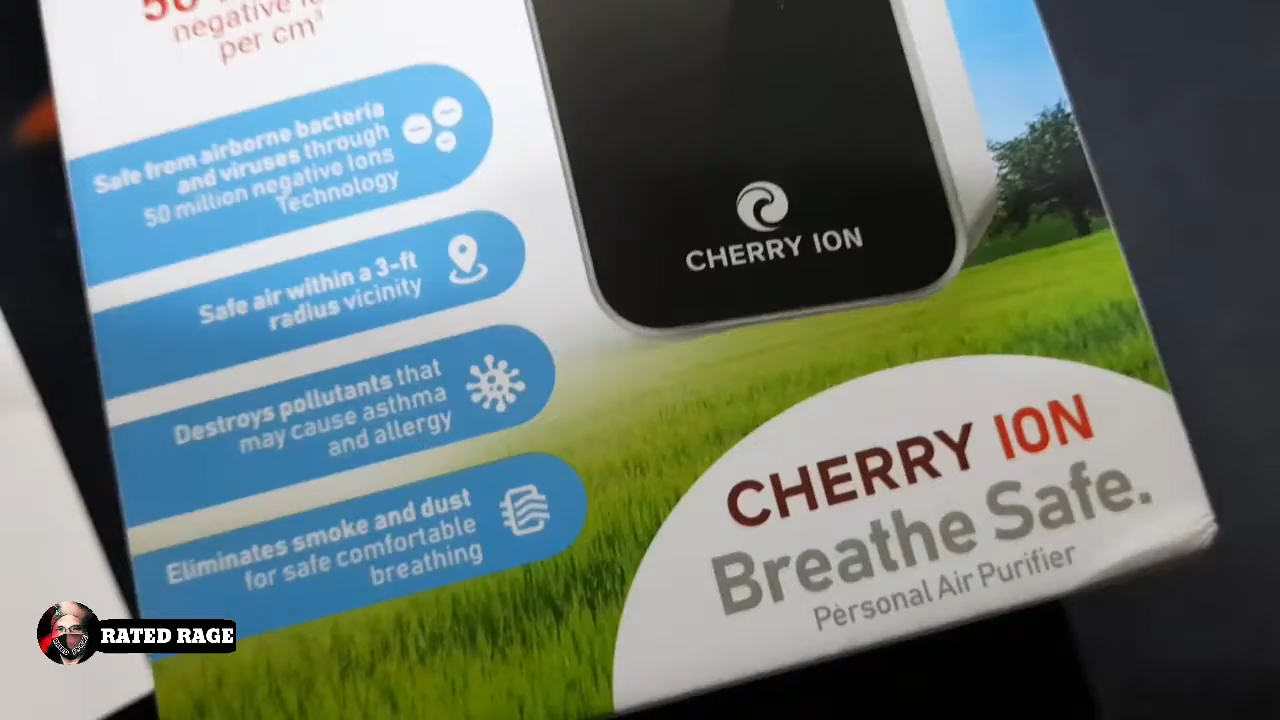 50
negative
per cm³
Safe from airborne bacteria
and viruses through
50 million negative Ions
Technology
Safe air within a 3-ft
radius vicinity
Destroys pollutants that
may cause asthma
and allergy
Eliminates smoke and dust
for safe comfortable
breathing
CHERRY ION
CHERRY ION
Breathe Safe.
Personal Air Purifier
RATED RAGE